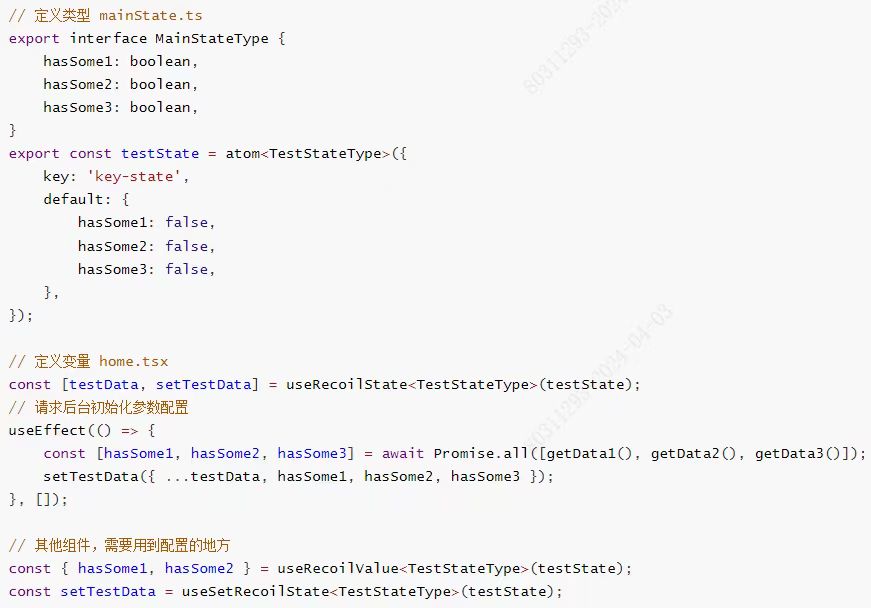 // 定义类型 mainState.ts
export interface MainStateType {
    hasSome1: boolean,
    hasSome2: boolean,
    hasSome3: boolean,
}
export const testState = atom<TestStateType>({
    key: 'key-state',
    default: {
        hasSome1: false,
        hasSome2: false,
        hasSome3: false,
    },
});

// 定义变量 home.tsx
const [testData, setTestData] = useRecoilState<TestStateType>(testState);
// 请求后台初始化参数配置
useEffect(() => {
    const [hasSome1, hasSome2, hasSome3] = await Promise.all([getData1(), getData2(), getData3()]);
    setTestData({ ...testData, hasSome1, hasSome2, hasSome3 });
}, []);

// 其他组件，需要用到配置的地方
const { hasSome1, hasSome2 } = useRecoilValue<TestStateType>(testState);
const setTestData = useSetRecoilState<TestStateType>(testState);
80311293-2024-04-03